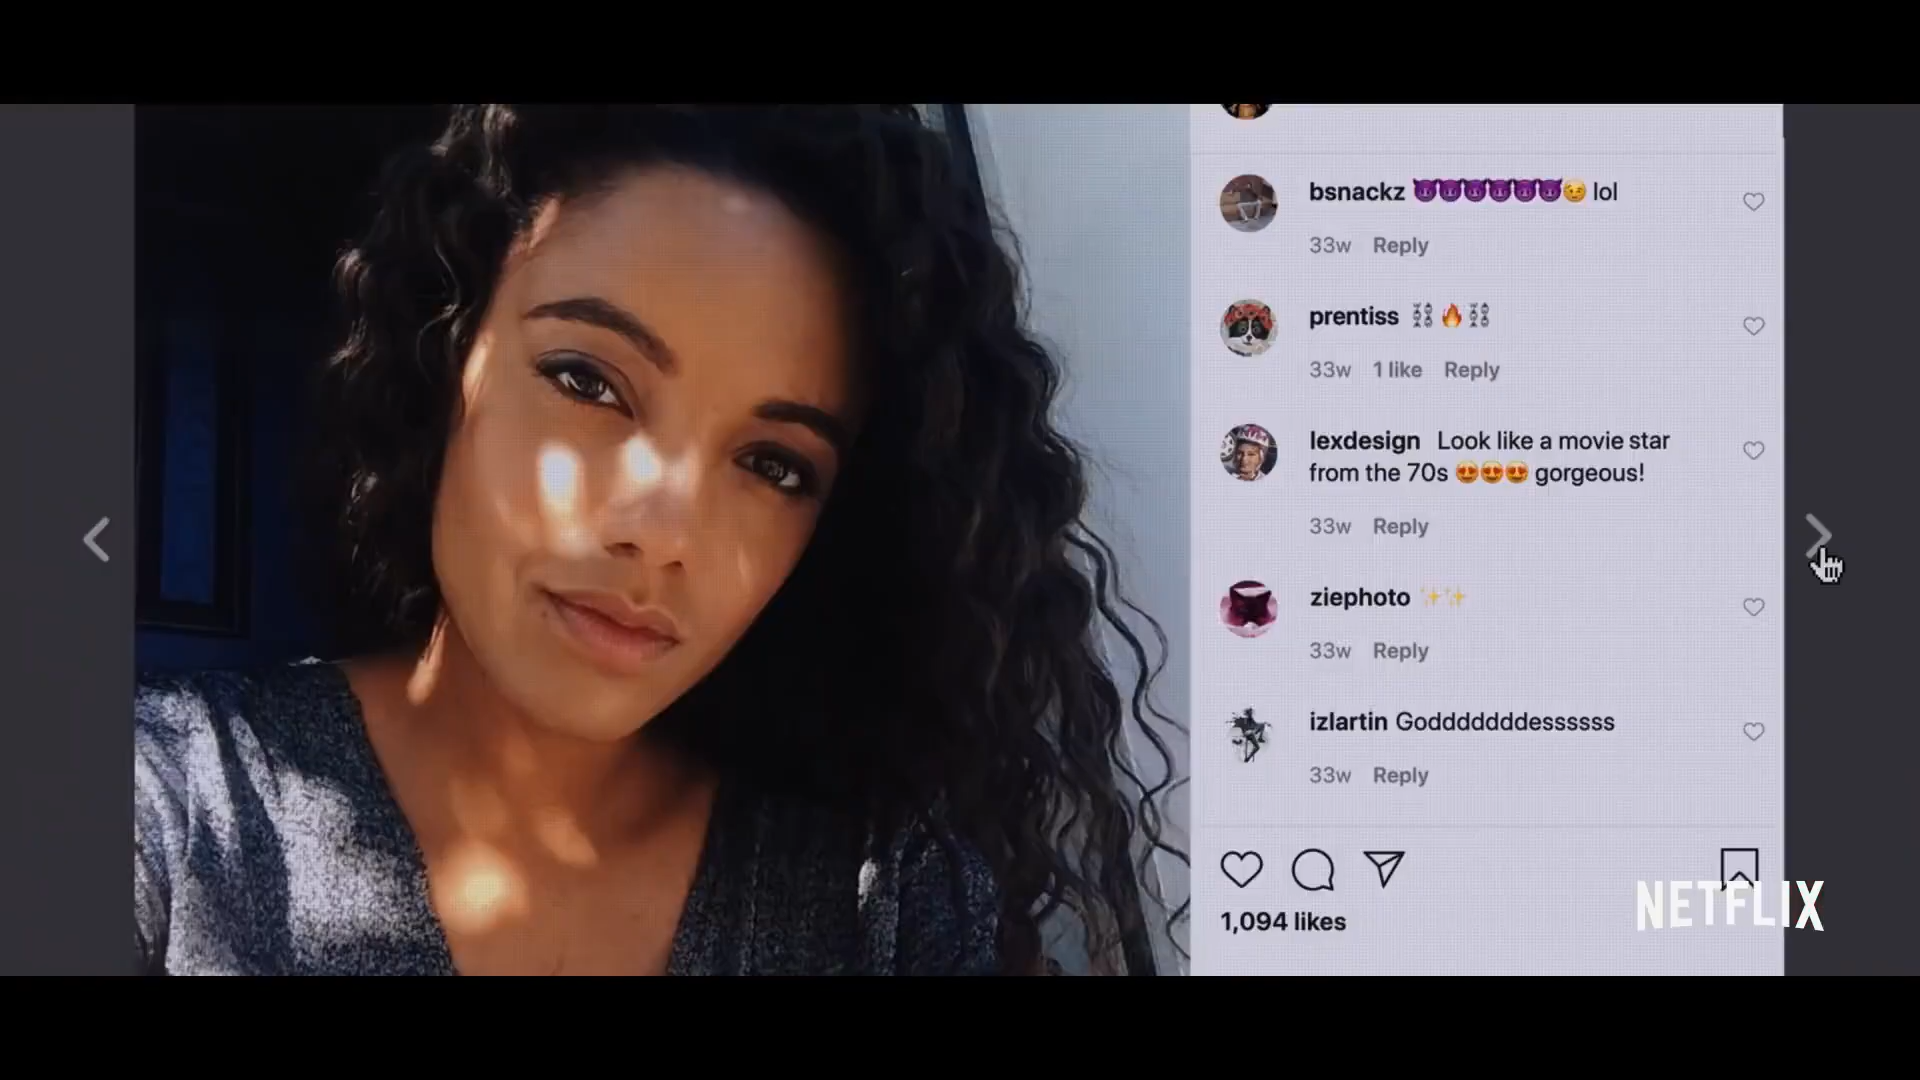 bsnackz 😈😈😈😈😈😈😉 lol
33w Reply
prentiss ⛓️🔥⛓️
33w 1 like Reply
lexdesign Look like a movie star
from the 70s 😍😍😍 gorgeous!
33w Reply
ziephoto ✨✨
33w Reply
izlartin Godddddddessssss
33w Reply
1,094 likes
NETFLIX